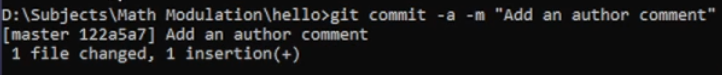 D:\Subjects\Math Modulation\hello>git commit -a -m "Add an author comment"
[master 122a5a7] Add an author comment
 1 file changed, 1 insertion(+)